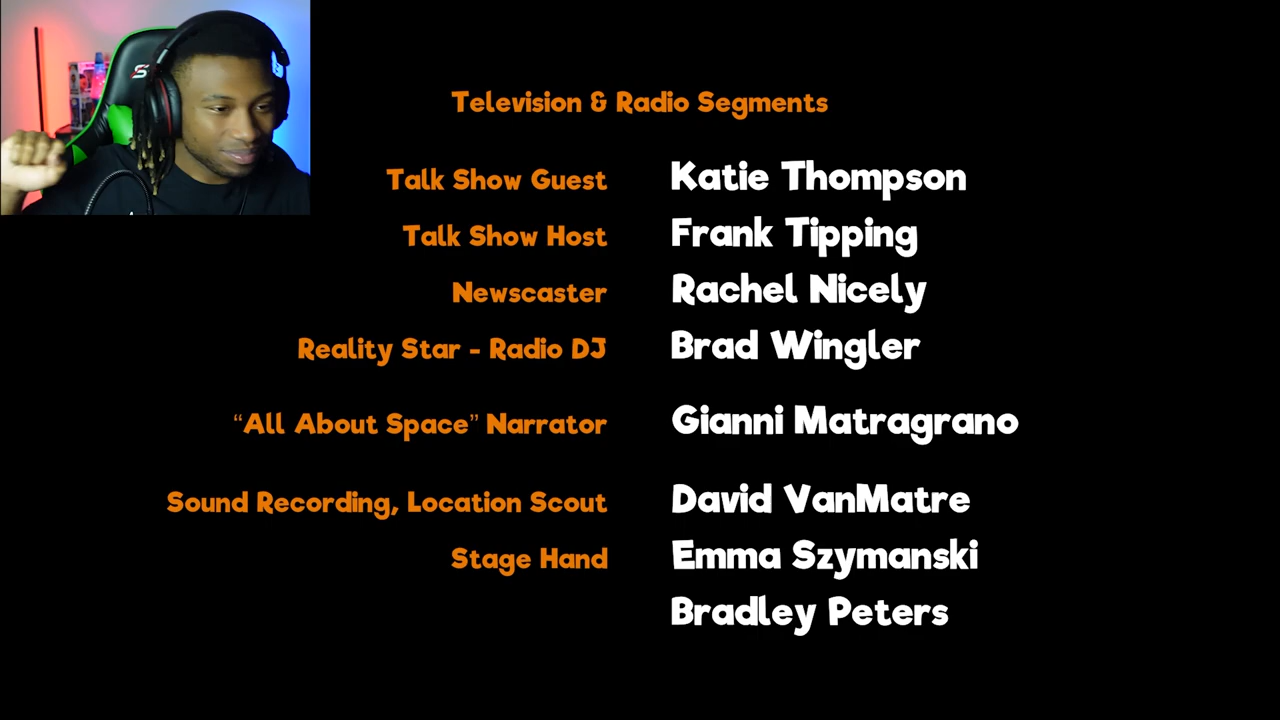 Television & Radio Segments
Talk Show Guest Katie Thompson
Talk Show Host Frank Tipping
Newscaster Rachel Nicely
Reality Star - Radio DJ Brad Wingler
“All About Space” Narrator Gianni Matragrano
Sound Recording, Location Scout David VanMatre
Stage Hand Emma Szymanski
Bradley Peters